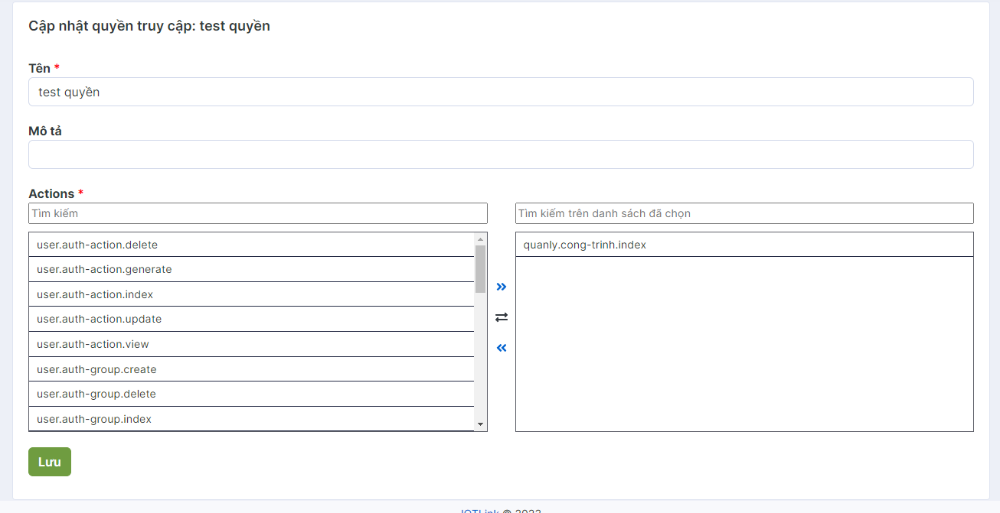 Cập nhật quyền truy cập: test quyền
Tên *
test quyền
Mô tả
Actions *
Tìm kiếm
Tìm kiếm trên danh sách đã chọn
user.auth-action.delete
user.auth-action.generate
user.auth-action.index
user.auth-action.update
user.auth-action.view
user.auth-group.create
user.auth-group.delete
user.auth-group.index
quanly.cong-trinh.index
Lưu